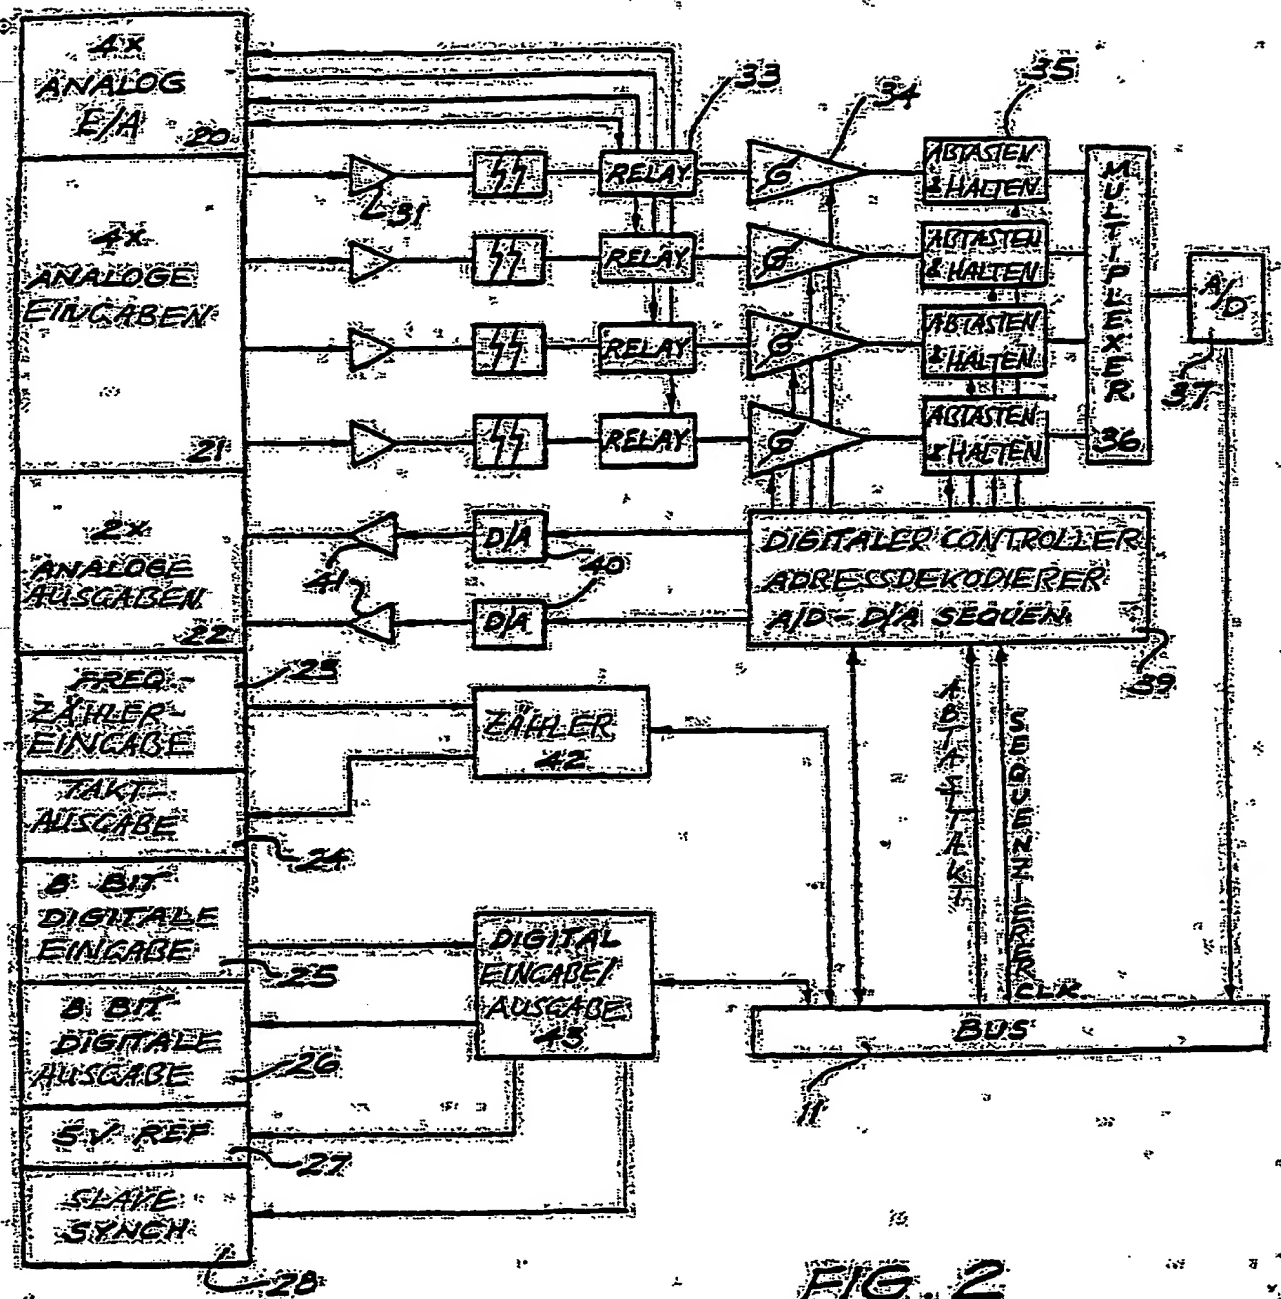 4x
ANALOG
E/A
20
4x
ANALOGE
EINGABEN
21
2x
ANALOGE
AUSGABEN
22
FREQ.-
ZÄHLER-
EINGABE
23
TAKT-
AUSGABE
24
8 BIT
DIGITALE
EINGABE
25
8 BIT
DIGITALE
AUSGABE
26
5V REF
27
SLAVE
SYNCH
28
31
RELAY
RELAY
RELAY
RELAY
33
G
G
G
G
34
35
ABTASTEN
& HALTEN
ABTASTEN
& HALTEN
ABTASTEN
& HALTEN
ABTASTEN
& HALTEN
MULTIPLEXER
36
A/D
37
D/A
D/A
40
41
DIGITALER CONTROLLER
ADRESSDEKODIERER
A/D - D/A SEQUEN.
39
ZÄHLER
42
DIGITAL
EINGABE/
AUSGABE
43
ABTASTTAKT
SEQUENZIERER
CLK
BUS
11
FIG. 2